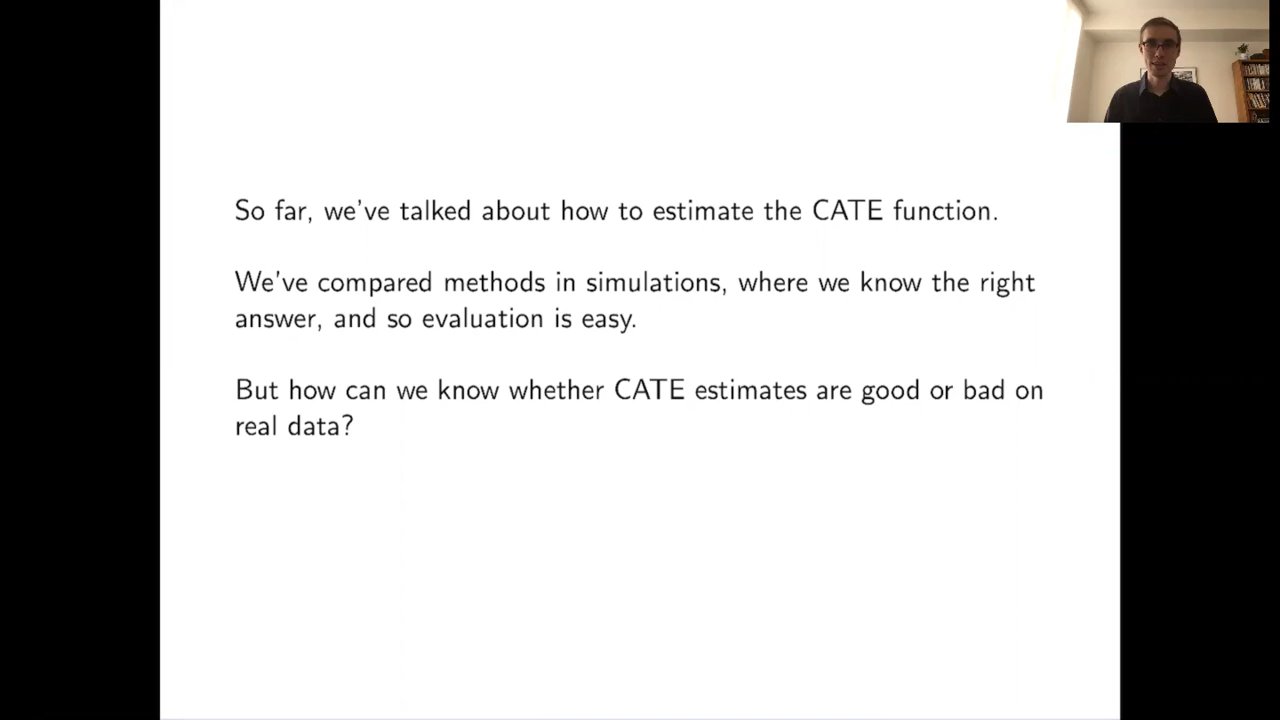 So far, we've talked about how to estimate the CATE function.
We've compared methods in simulations, where we know the right
answer, and so evaluation is easy.
But how can we know whether CATE estimates are good or bad on
real data?